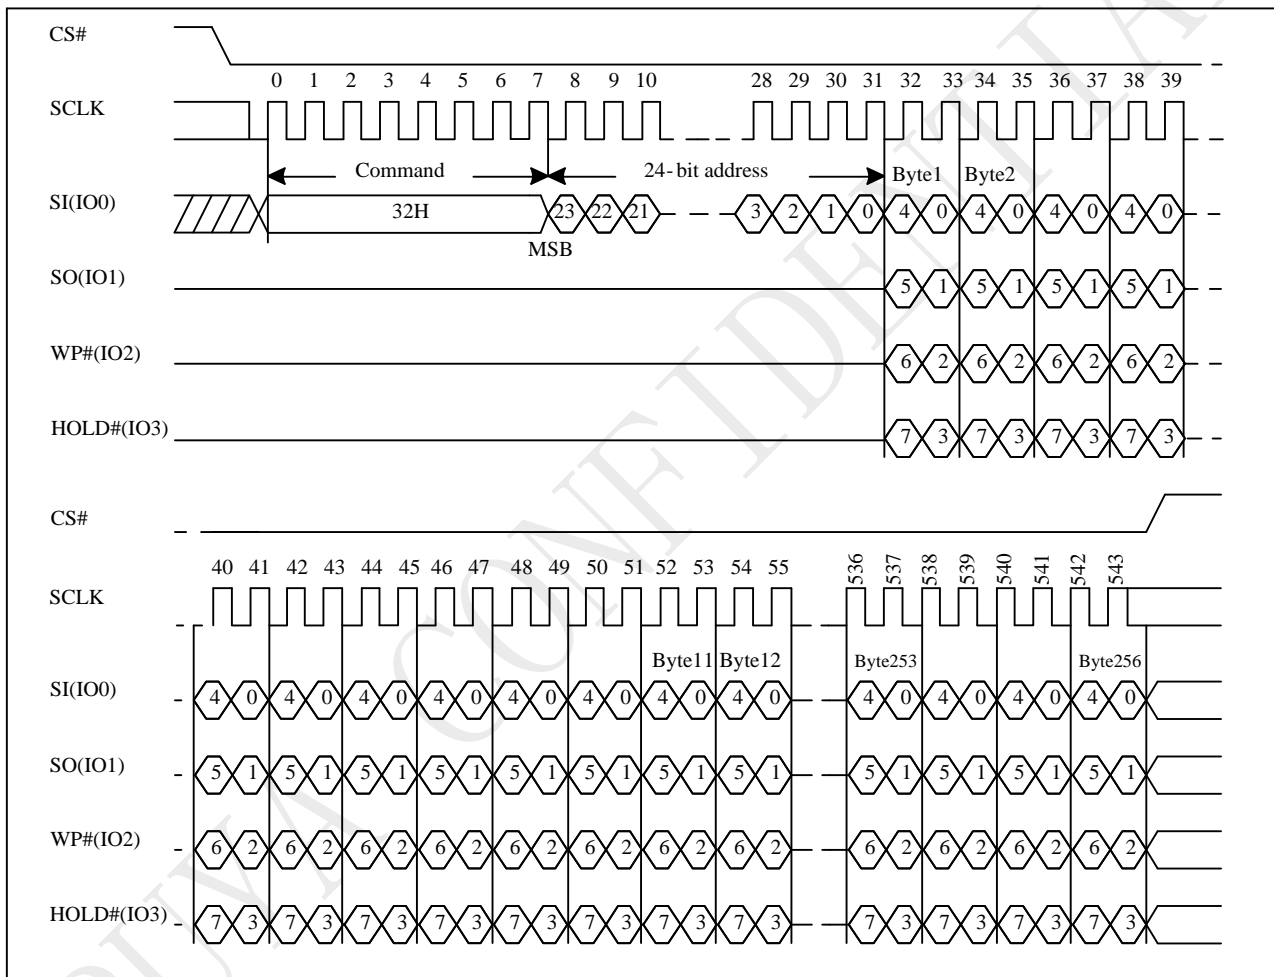 CS#
0 1 2 3 4 5 6 7 8 9 10 28 29 30 31 32 33 34 35 36 37 38 39
SCLK
Command 24-bit address Byte1 Byte2
SI(IO0) 32H 23 22 21 3 2 1 0 4 0 4 0 4 0 4 0
MSB
SO(IO1) 5 1 5 1 5 1 5 1
WP#(IO2) 6 2 6 2 6 2 6 2
HOLD#(IO3) 7 3 7 3 7 3 7 3
CS#
40 41 42 43 44 45 46 47 48 49 50 51 52 53 54 55 536 537 538 539 540 541 542 543
SCLK
Byte11 Byte12 Byte253 Byte256
SI(IO0) 4 0 4 0 4 0 4 0 4 0 4 0 4 0 4 0 4 0 4 0 4 0 4 0
SO(IO1) 5 1 5 1 5 1 5 1 5 1 5 1 5 1 5 1 5 1 5 1 5 1 5 1
WP#(IO2) 6 2 6 2 6 2 6 2 6 2 6 2 6 2 6 2 6 2 6 2 6 2 6 2
HOLD#(IO3) 7 3 7 3 7 3 7 3 7 3 7 3 7 3 7 3 7 3 7 3 7 3 7 3
PUYA CONFIDENTIAL